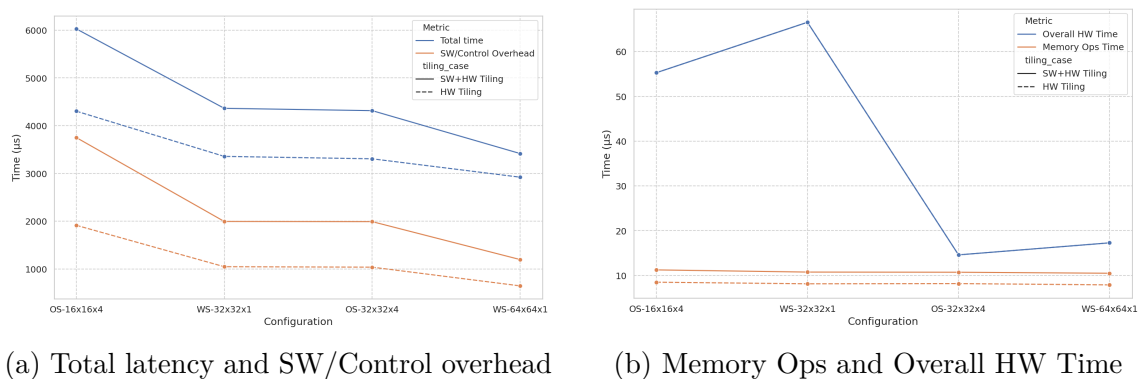 6000
5000
4000
3000
2000
1000
Time (μs)
Metric
Total time
SW/Control Overhead
tiling_case
SW+HW Tiling
HW Tiling
OS-16x16x4 WS-32x32x1 OS-32x32x4 WS-64x64x1
Configuration
60
50
40
30
20
10
Time (μs)
Metric
Overall HW Time
Memory Ops Time
tiling_case
SW+HW Tiling
HW Tiling
OS-16x16x4 WS-32x32x1 OS-32x32x4 WS-64x64x1
Configuration
(a) Total latency and SW/Control overhead
(b) Memory Ops and Overall HW Time